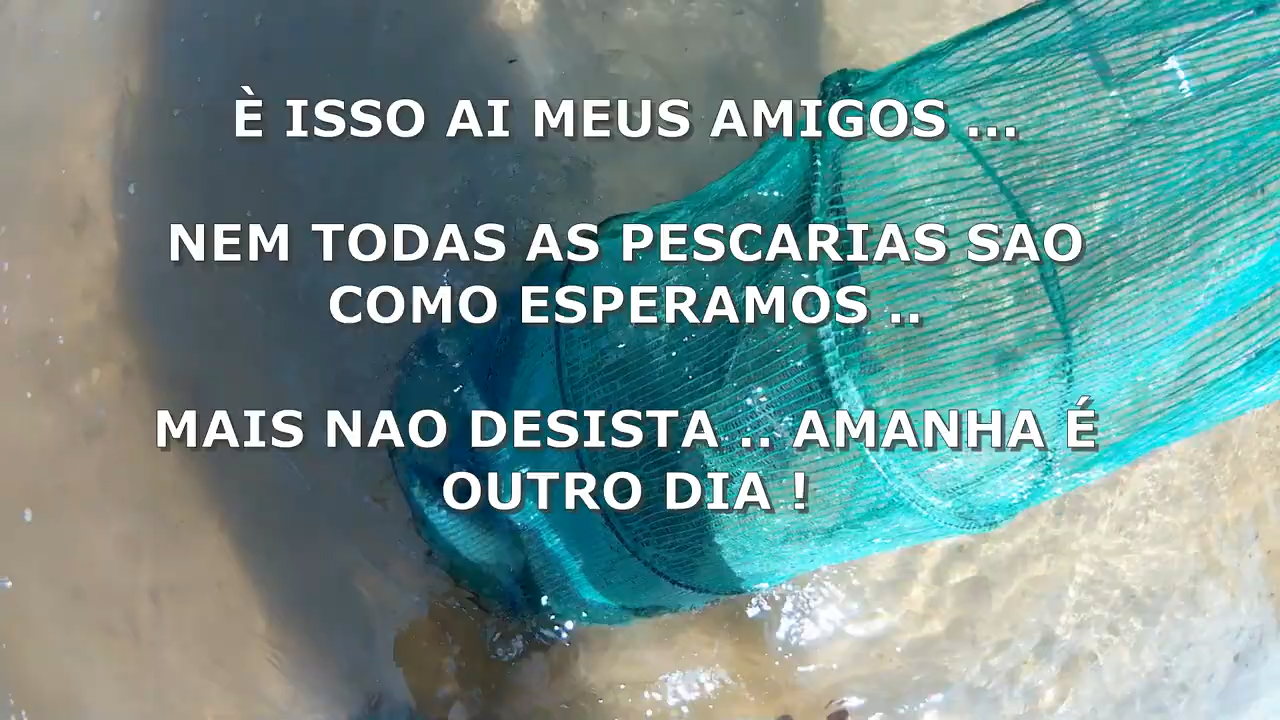 È ISSO AI MEUS AMIGOS ...
NEM TODAS AS PESCARIAS SAO
COMO ESPERAMOS ..
MAIS NAO DESISTA .. AMANHA É
OUTRO DIA !